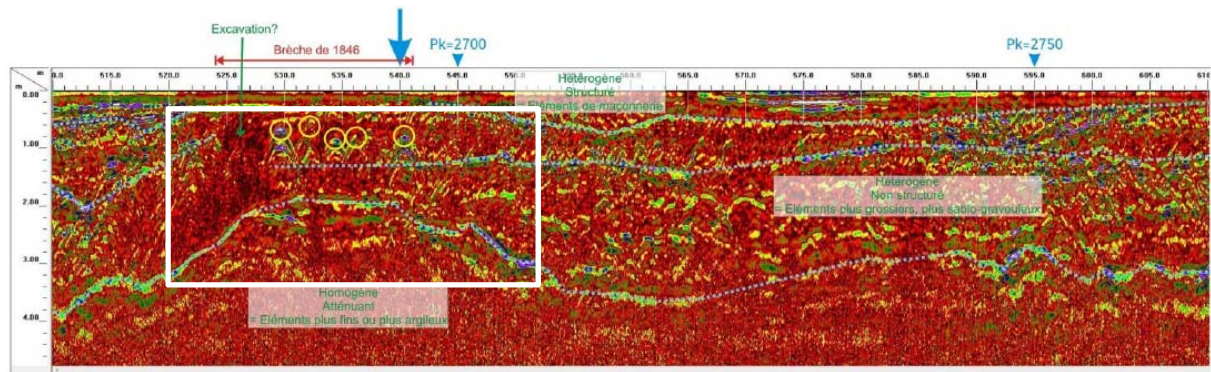 Excavation?
Brèche de 1846
Pk=2700
Pk=2750
m
m
510.0 515.0 520.0 525.0 530.0 535.0 540.0 545.0 565.0 570.0 575.0 580.0 585.0 590.0 595.0 600.0 605.0
0.00
1.00
2.00
3.00
4.00
Hétérogène
Structuré
= Eléments de maçonnerie
Hétérogène
Non structuré
= Eléments plus grossiers, plus sablo-graveuleux
Homogène
Atténuant
= Eléments plus fins ou plus argileux